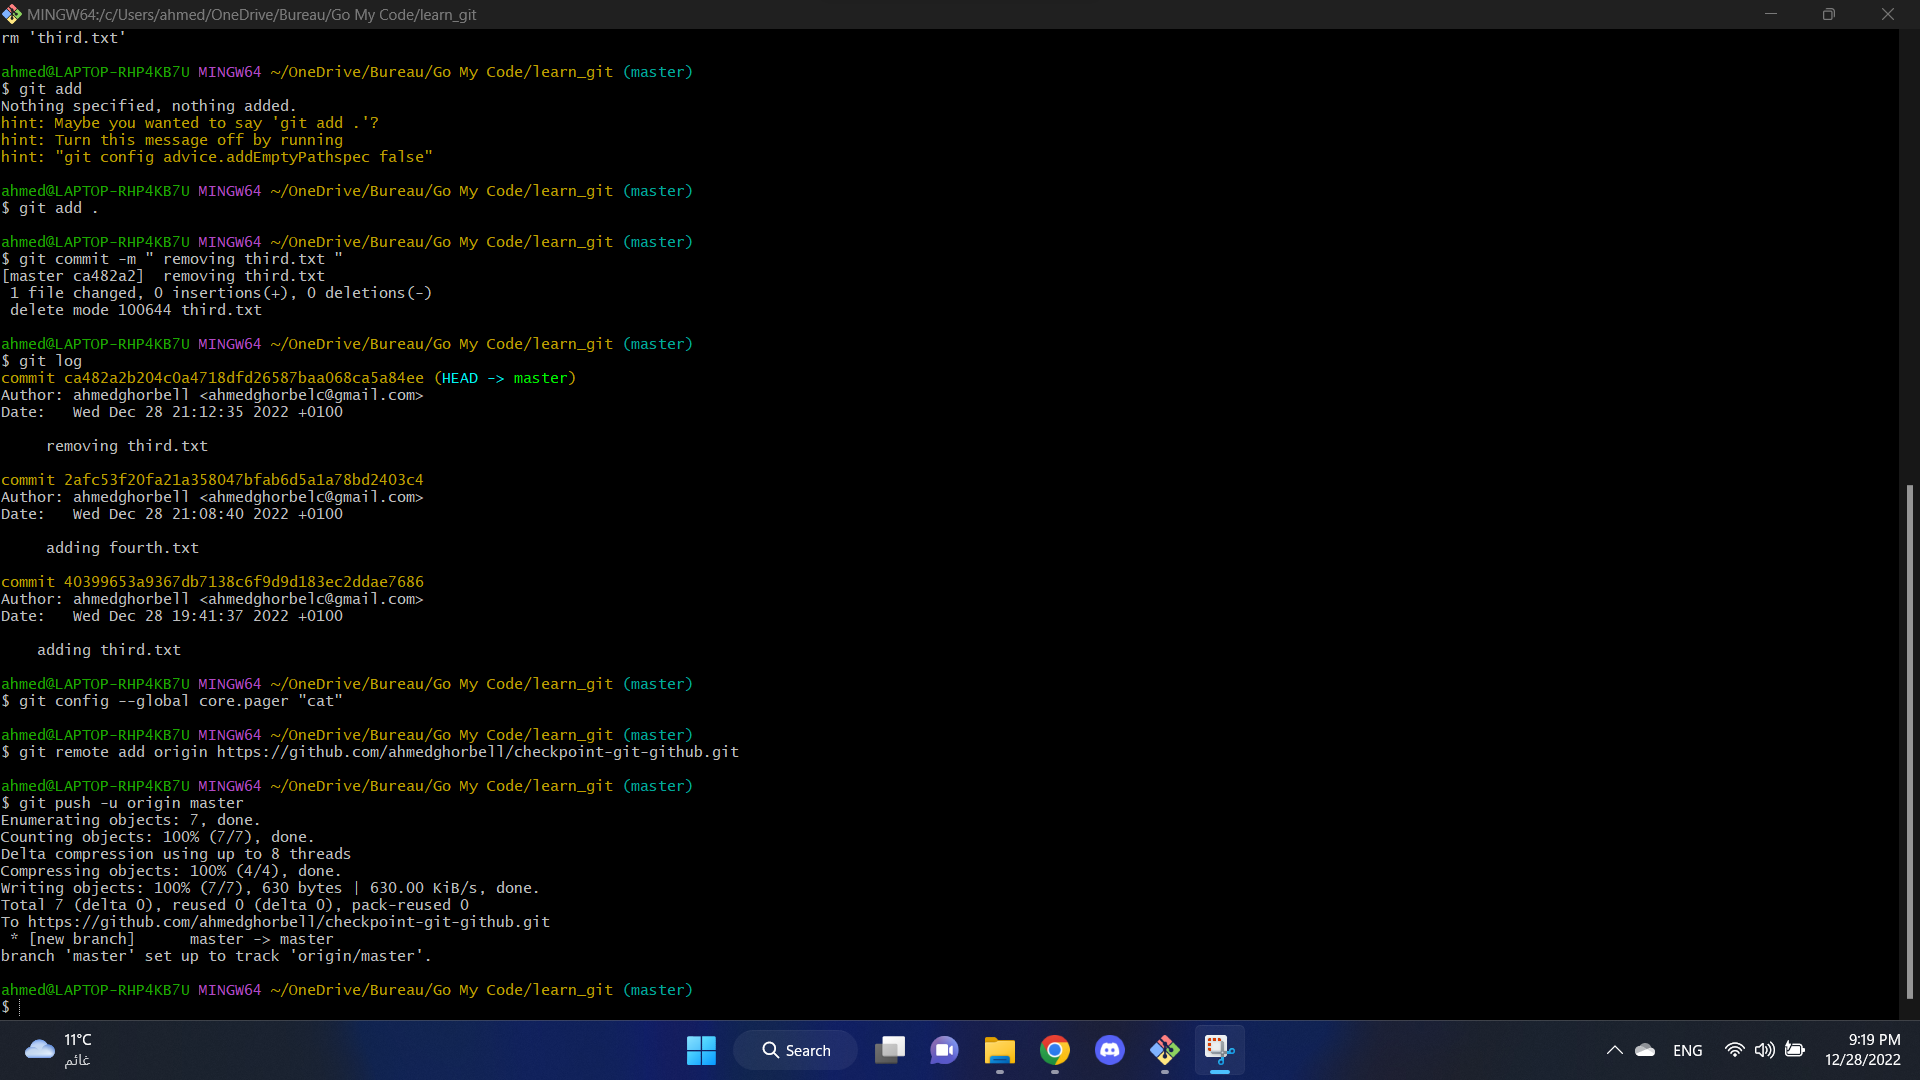 MINGW64:/c/Users/ahmed/OneDrive/Bureau/Go My Code/learn_git
rm 'third.txt'
ahmed@LAPTOP-RHP4KB7U MINGW64 ~/OneDrive/Bureau/Go My Code/learn_git (master)
$ git add
Nothing specified, nothing added.
hint: Maybe you wanted to say 'git add .'?
hint: Turn this message off by running
hint: "git config advice.addEmptyPathspec false"
ahmed@LAPTOP-RHP4KB7U MINGW64 ~/OneDrive/Bureau/Go My Code/learn_git (master)
$ git add .
ahmed@LAPTOP-RHP4KB7U MINGW64 ~/OneDrive/Bureau/Go My Code/learn_git (master)
$ git commit -m " removing third.txt "
[master ca482a2]  removing third.txt
 1 file changed, 0 insertions(+), 0 deletions(-)
 delete mode 100644 third.txt
ahmed@LAPTOP-RHP4KB7U MINGW64 ~/OneDrive/Bureau/Go My Code/learn_git (master)
$ git log
commit ca482a2b204c0a4718dfd26587baa068ca5a84ee (HEAD -> master)
Author: ahmedghorbell <ahmedghorbelc@gmail.com>
Date:   Wed Dec 28 21:12:35 2022 +0100
     removing third.txt
commit 2afc53f20fa21a358047bfab6d5a1a78bd2403c4
Author: ahmedghorbell <ahmedghorbelc@gmail.com>
Date:   Wed Dec 28 21:08:40 2022 +0100
     adding fourth.txt
commit 40399653a9367db7138c6f9d9d183ec2ddae7686
Author: ahmedghorbell <ahmedghorbelc@gmail.com>
Date:   Wed Dec 28 19:41:37 2022 +0100
    adding third.txt
ahmed@LAPTOP-RHP4KB7U MINGW64 ~/OneDrive/Bureau/Go My Code/learn_git (master)
$ git config --global core.pager "cat"
ahmed@LAPTOP-RHP4KB7U MINGW64 ~/OneDrive/Bureau/Go My Code/learn_git (master)
$ git remote add origin https://github.com/ahmedghorbell/checkpoint-git-github.git
ahmed@LAPTOP-RHP4KB7U MINGW64 ~/OneDrive/Bureau/Go My Code/learn_git (master)
$ git push -u origin master
Enumerating objects: 7, done.
Counting objects: 100% (7/7), done.
Delta compression using up to 8 threads
Compressing objects: 100% (4/4), done.
Writing objects: 100% (7/7), 630 bytes | 630.00 KiB/s, done.
Total 7 (delta 0), reused 0 (delta 0), pack-reused 0
To https://github.com/ahmedghorbell/checkpoint-git-github.git
 * [new branch]      master -> master
branch 'master' set up to track 'origin/master'.
ahmed@LAPTOP-RHP4KB7U MINGW64 ~/OneDrive/Bureau/Go My Code/learn_git (master)
$
11°C
غائم
Search
ENG
9:19 PM
12/28/2022